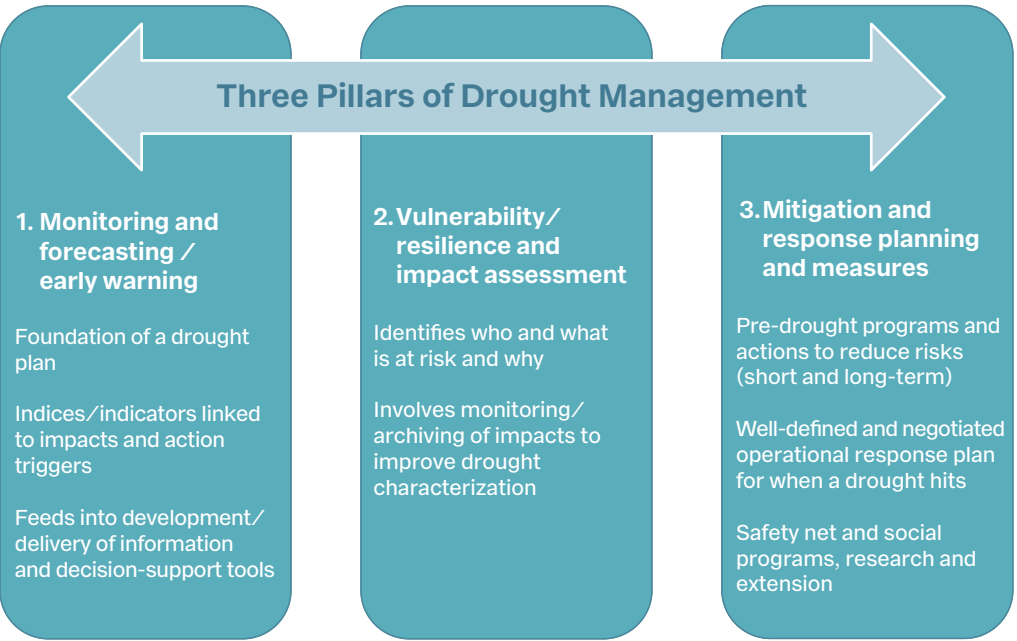 Three Pillars of Drought Management
1. Monitoring and
forecasting /
early warning
Foundation of a drought
plan
Indices/indicators linked
to impacts and action
triggers
Feeds into development/
delivery of information
and decision-support tools
2. Vulnerability/
resilience and
impact assessment
Identifies who and what
is at risk and why
Involves monitoring/
archiving of impacts to
improve drought
characterization
3. Mitigation and
response planning
and measures
Pre-drought programs and
actions to reduce risks
(short and long-term)
Well-defined and negotiated
operational response plan
for when a drought hits
Safety net and social
programs, research and
extension